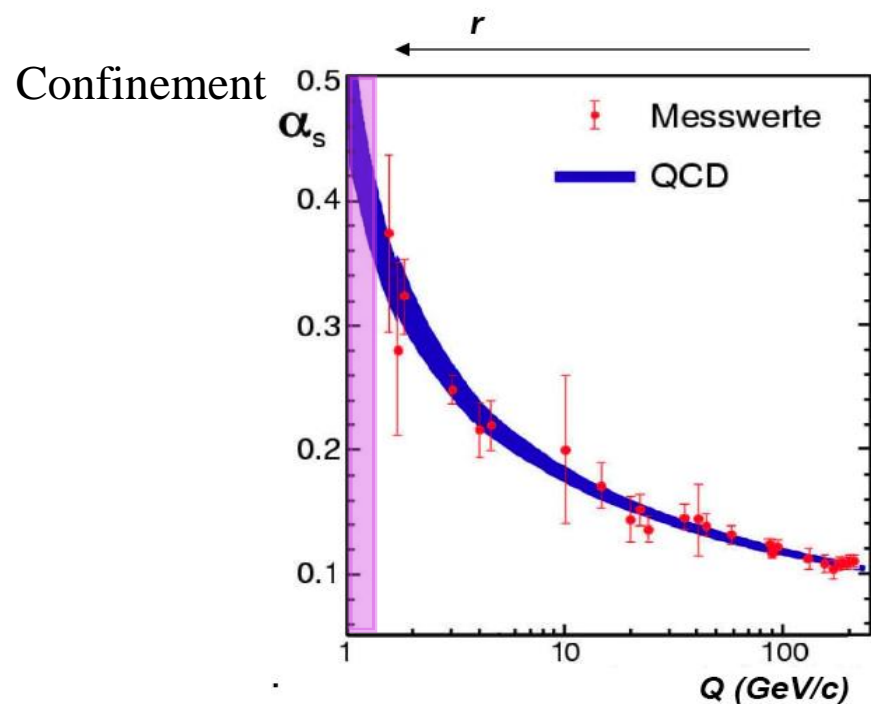 r
Confinement
0.5
αs
Messwerte
QCD
0.4
0.3
0.2
0.1
1 10 100
Q (GeV/c)